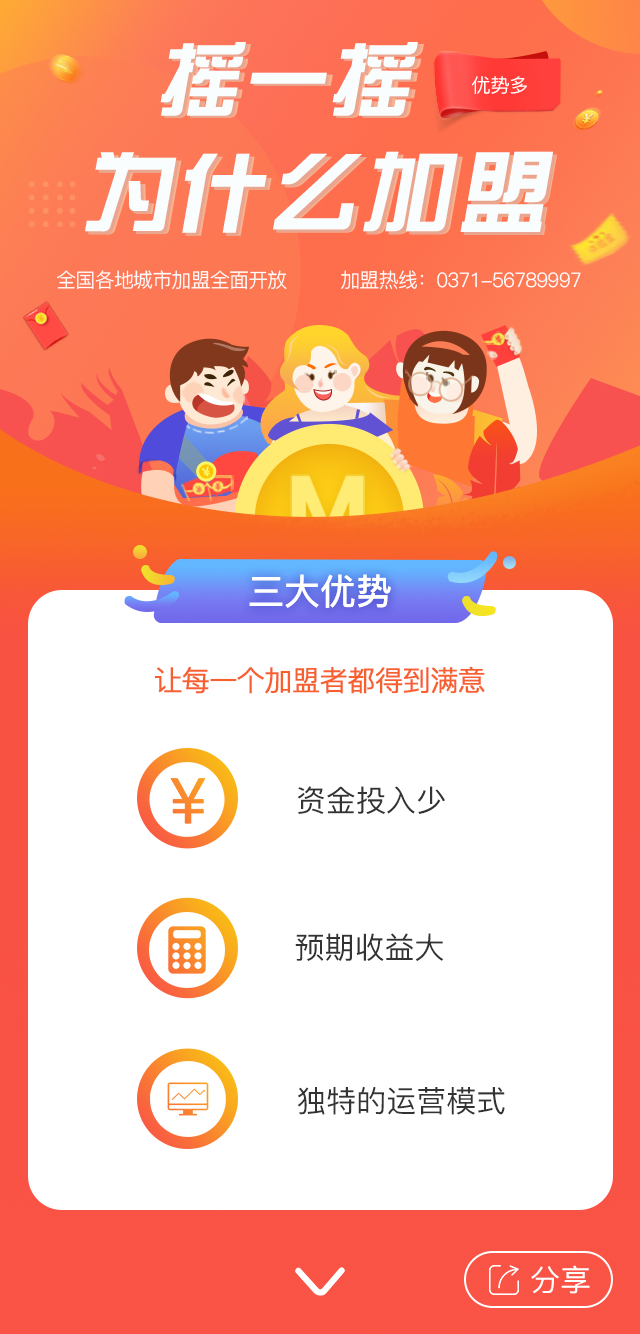 摇一摇
优势多
为什么加盟
全国各地城市加盟全面开放 加盟热线：0371-56789997
M
三大优势
让每一个加盟者都得到满意
¥
资金投入少
预期收益大
独特的运营模式
分享